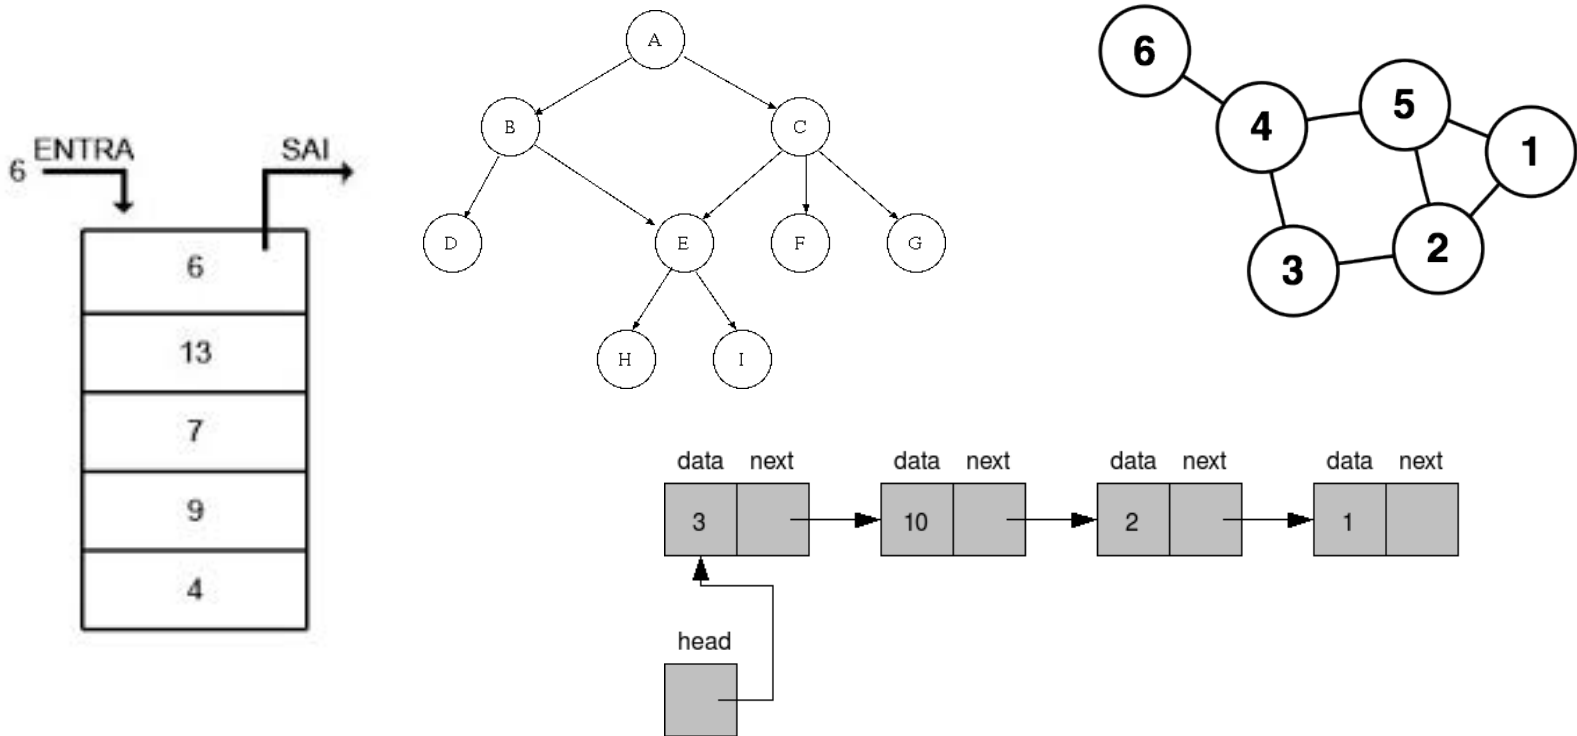 ENTRA
SAI
6
6
13
7
9
4
A
B
C
D
E
F
G
H
I
6
4
5
1
3
2
data next data next data next data next
3 10 2 1
head